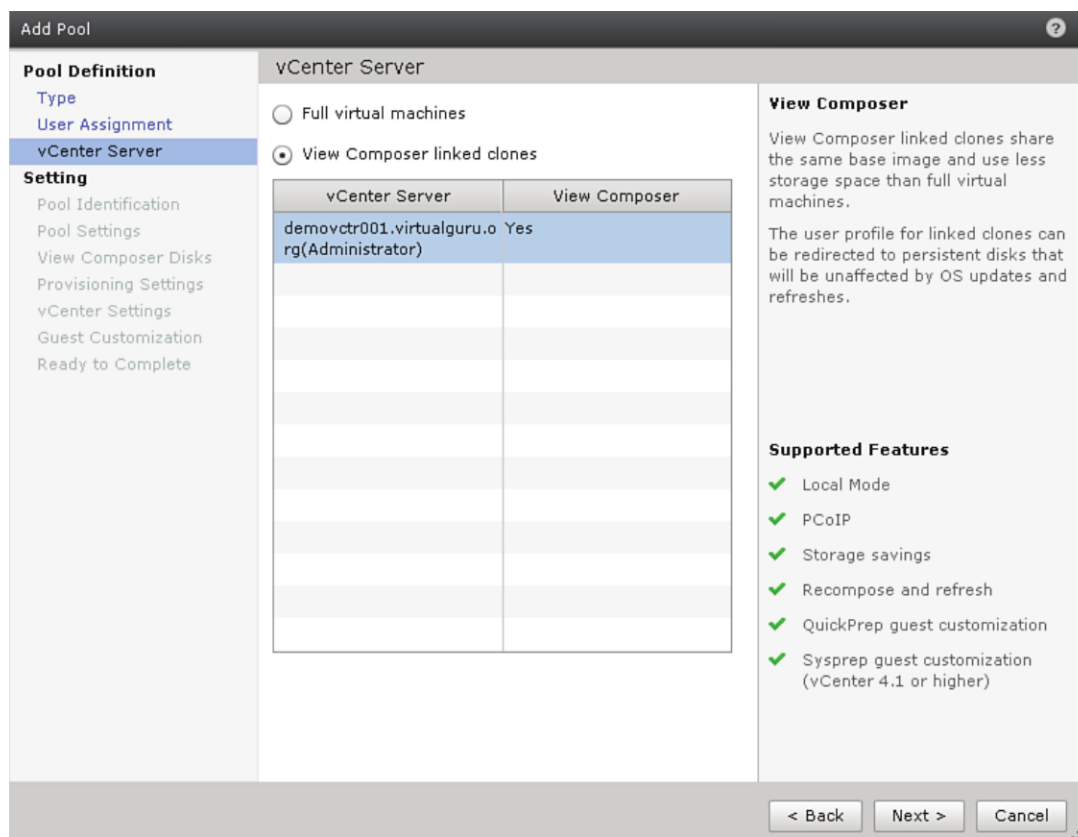 Add Pool
?
Pool Definition
Type
User Assignment
vCenter Server
Setting
Pool Identification
Pool Settings
View Composer Disks
Provisioning Settings
vCenter Settings
Guest Customization
Ready to Complete
vCenter Server
Full virtual machines
View Composer linked clones
vCenter Server View Composer
demovctr001.virtualguru.o Yes
rg(Administrator)
View Composer
View Composer linked clones share
the same base image and use less
storage space than full virtual
machines.
The user profile for linked clones can
be redirected to persistent disks that
will be unaffected by OS updates and
refreshes.
Supported Features
Local Mode
PCoIP
Storage savings
Recompose and refresh
QuickPrep guest customization
Sysprep guest customization
(vCenter 4.1 or higher)
< Back Next > Cancel